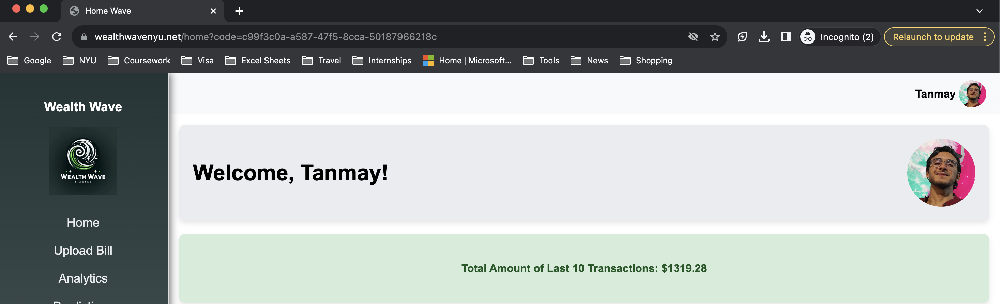 Home Wave
wealthwavenyu.net/home?code=c99f3c0a-a587-47f5-8cca-50187966218c
Incognito (2)
Relaunch to update
Google NYU Coursework Visa Excel Sheets Travel Internships Home | Microsoft... Tools News Shopping
Tanmay
Wealth Wave
WEALTH WAVE
SIAGTAE
Home
Upload Bill
Analytics
Predictions
Welcome, Tanmay!
Total Amount of Last 10 Transactions: $1319.28